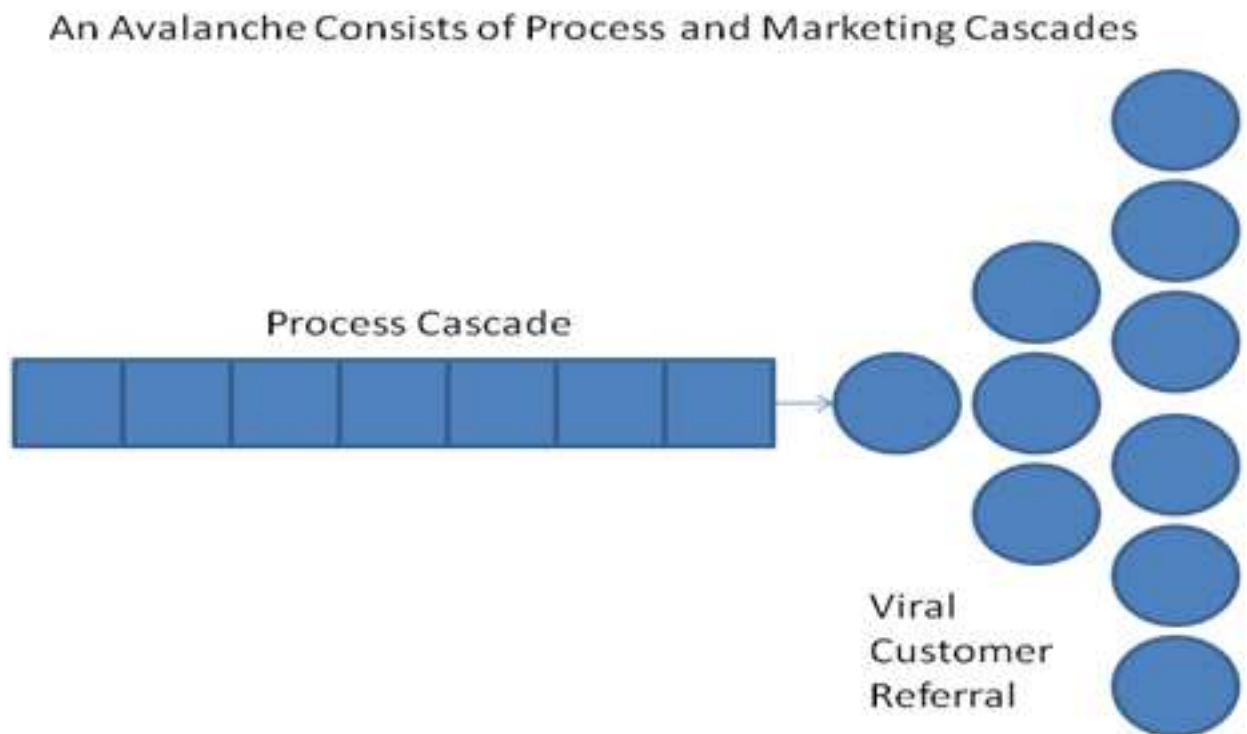 An Avalanche Consists of Process and Marketing Cascades
Process Cascade
Viral
Customer
Referral